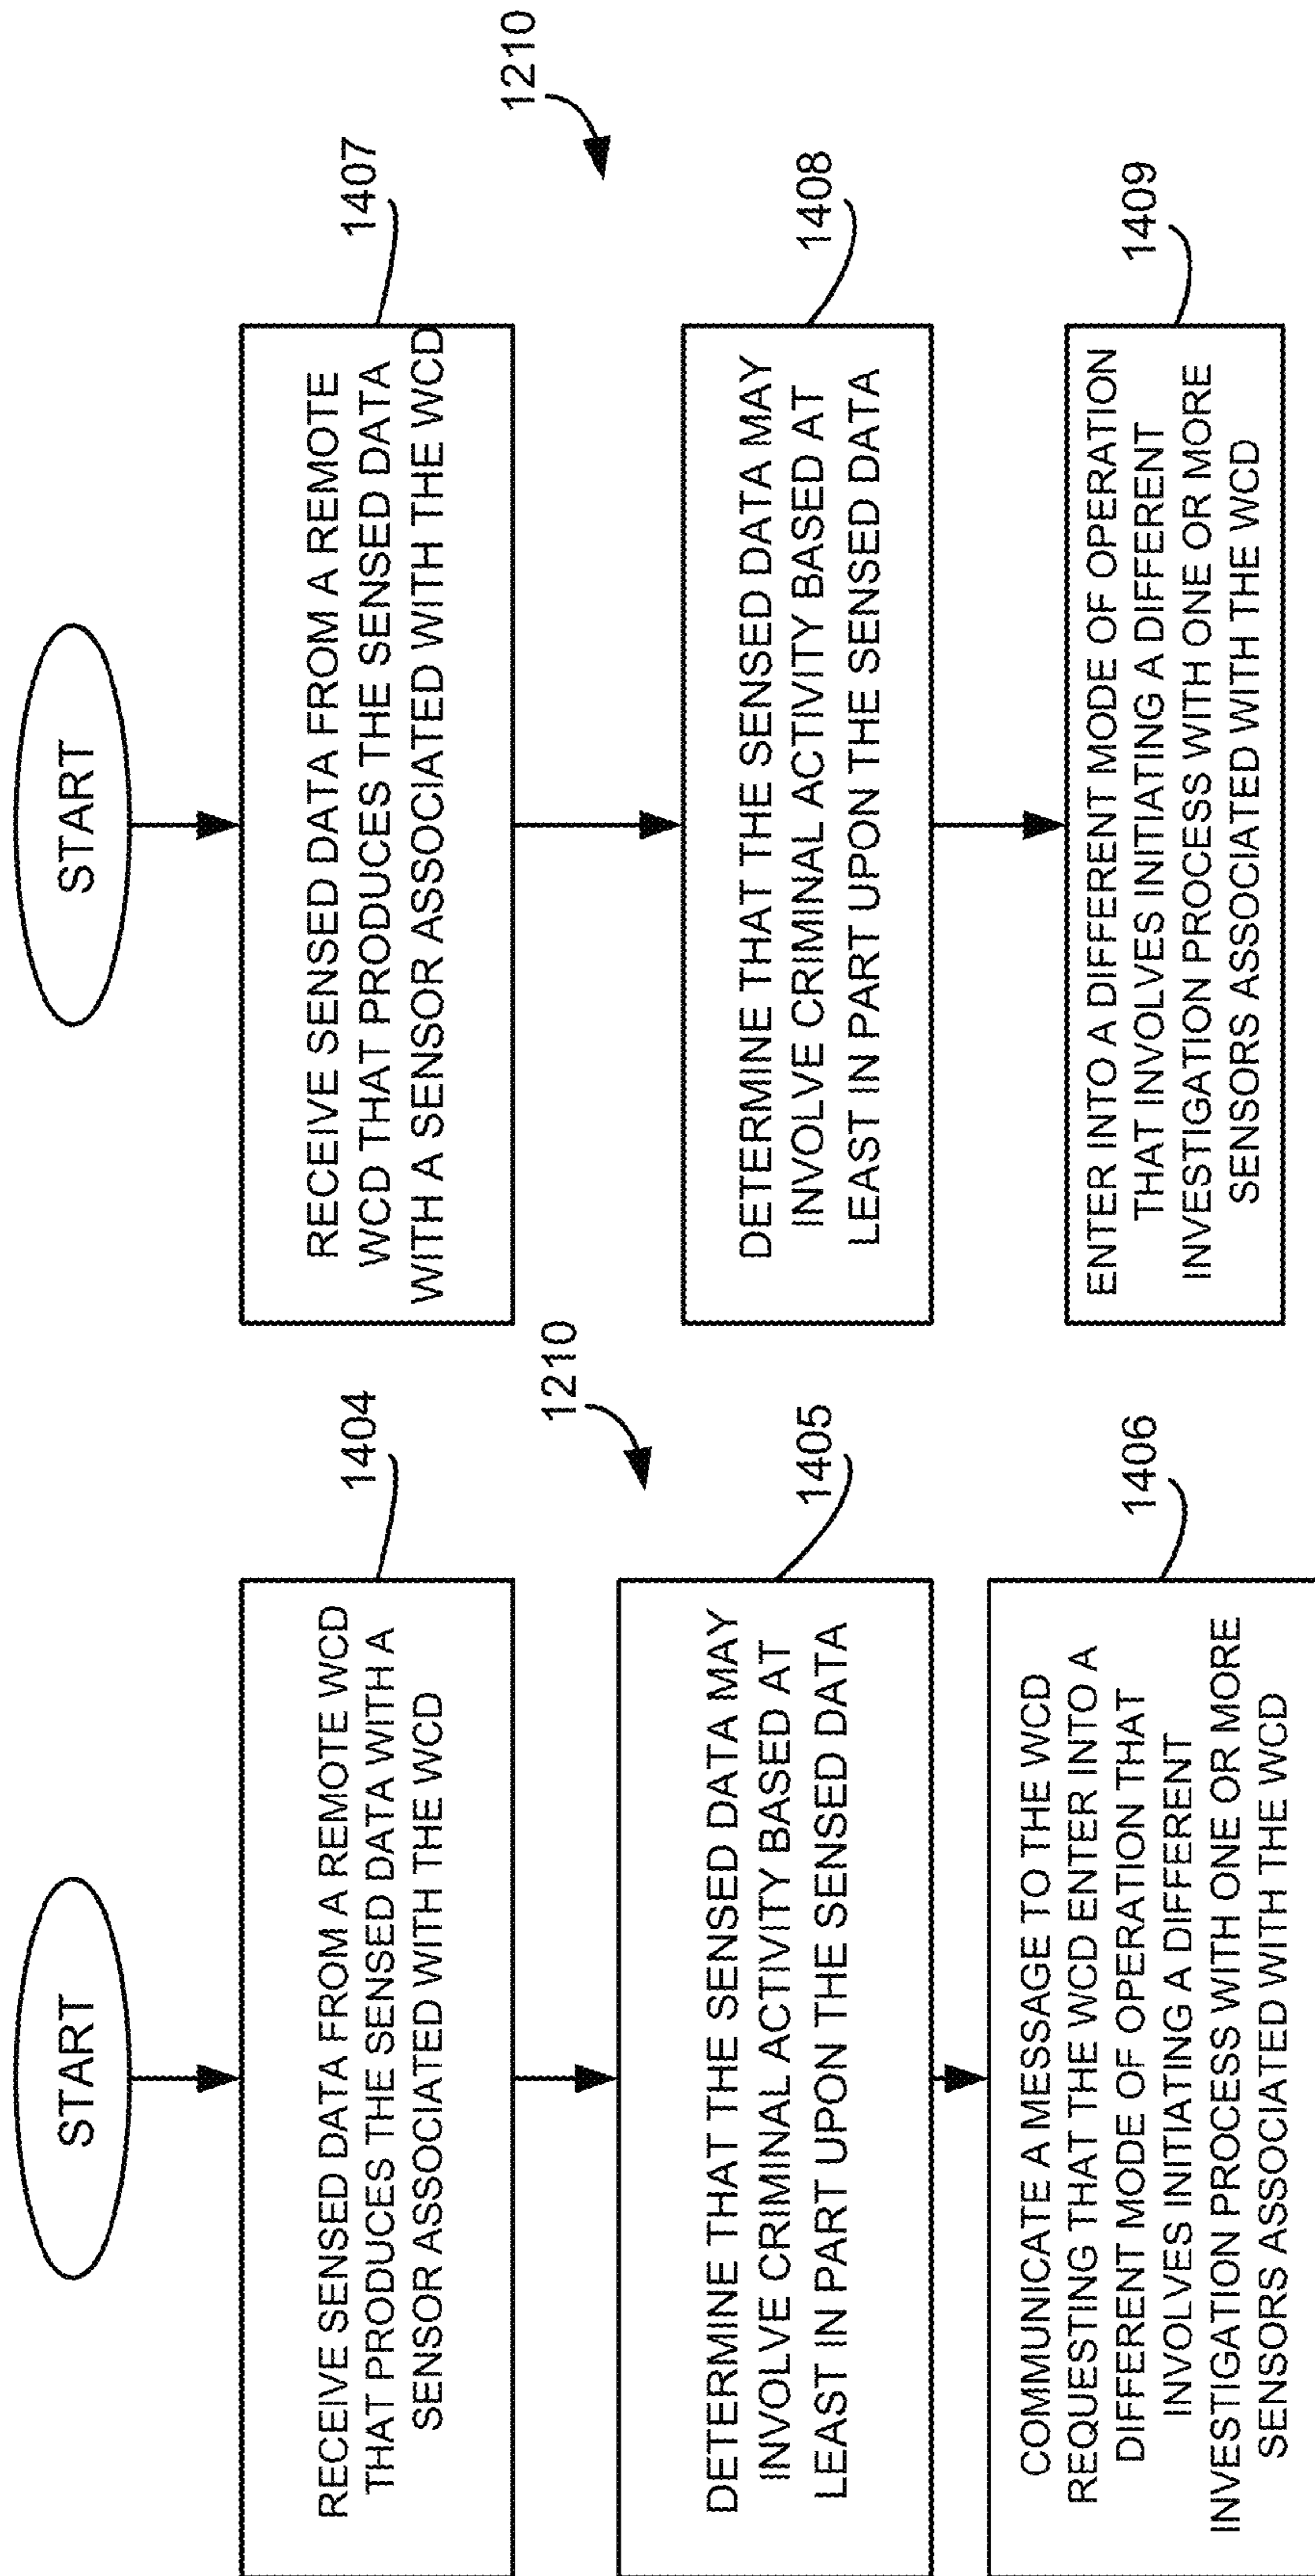 START
RECEIVE SENSED DATA FROM A REMOTE WCD
THAT PRODUCES THE SENSED DATA WITH A
SENSOR ASSOCIATED WITH THE WCD
1404
1210
DETERMINE THAT THE SENSED DATA MAY
INVOLVE CRIMINAL ACTIVITY BASED AT
LEAST IN PART UPON THE SENSED DATA
1405
COMMUNICATE A MESSAGE TO THE WCD
REQUESTING THAT THE WCD ENTER INTO A
DIFFERENT MODE OF OPERATION THAT
INVOLVES INITIATING A DIFFERENT
INVESTIGATION PROCESS WITH ONE OR MORE
SENSORS ASSOCIATED WITH THE WCD
1406
START
RECEIVE SENSED DATA FROM A REMOTE
WCD THAT PRODUCES THE SENSED DATA
WITH A SENSOR ASSOCIATED WITH THE WCD
1407
1210
DETERMINE THAT THE SENSED DATA MAY
INVOLVE CRIMINAL ACTIVITY BASED AT
LEAST IN PART UPON THE SENSED DATA
1408
ENTER INTO A DIFFERENT MODE OF OPERATION
THAT INVOLVES INITIATING A DIFFERENT
INVESTIGATION PROCESS WITH ONE OR MORE
SENSORS ASSOCIATED WITH THE WCD
1409